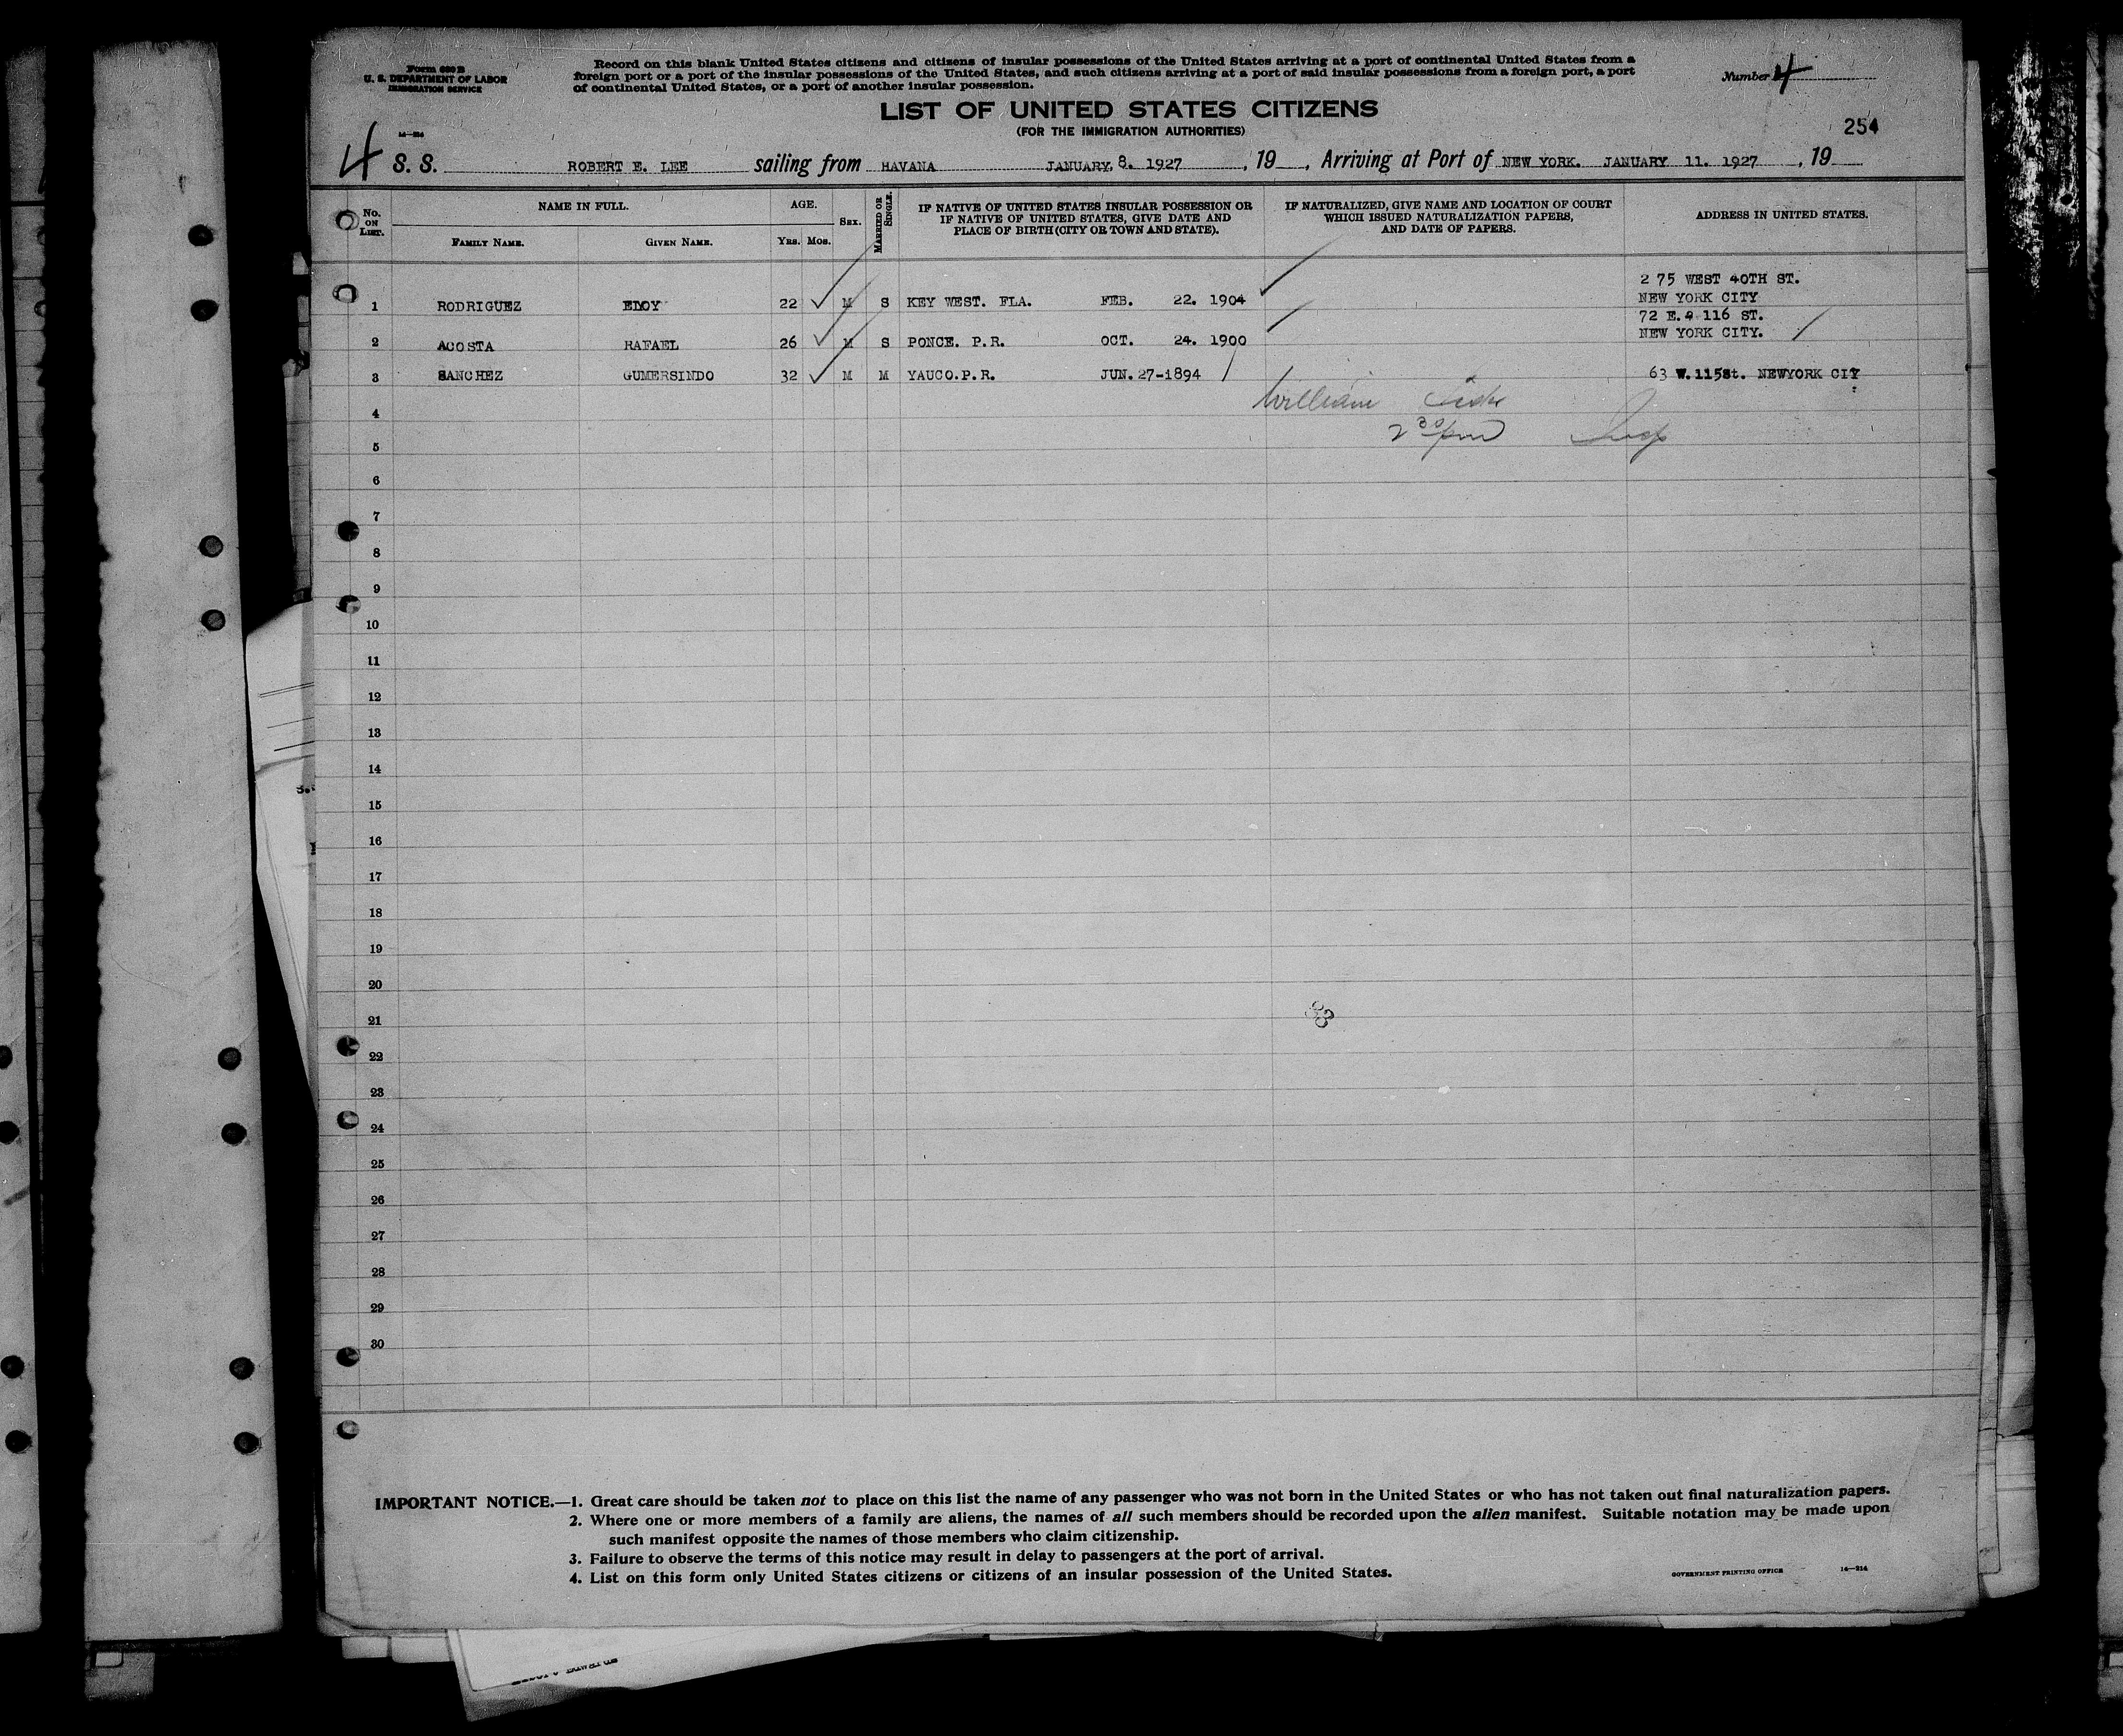 Form 630 B
U. S. DEPARTMENT OF LABOR
IMMIGRATION SERVICE
14—214
Record on this blank United States citizens and citizens of insular possessions of the United States arriving at a port of continental United States from a
foreign port or a port of the insular possessions of the United States, and such citizens arriving at a port of said insular possessions from a foreign port, a port
of continental United States, or a port of another insular possession.
Number 4
LIST OF UNITED STATES CITIZENS
(FOR THE IMMIGRATION AUTHORITIES)
254
4 S. S. ROBERT E. LEE sailing from HAVANA JANUARY, 8. 1927 , 19 , Arriving at Port of NEW YORK. JANUARY 11. 1927 , 19
No. ON LIST.
NAME IN FULL.
FAMILY NAME. GIVEN NAME.
AGE.
YRS. MOS.
SEX.
MARRIED OR SINGLE.
IF NATIVE OF UNITED STATES INSULAR POSSESSION OR
IF NATIVE OF UNITED STATES, GIVE DATE AND
PLACE OF BIRTH (CITY OR TOWN AND STATE).
IF NATURALIZED, GIVE NAME AND LOCATION OF COURT
WHICH ISSUED NATURALIZATION PAPERS,
AND DATE OF PAPERS.
ADDRESS IN UNITED STATES.
2 75 WEST 40TH ST.
1 RODRIGUEZ ELOY 22 M S KEY WEST. FLA. FEB. 22. 1904 NEW YORK CITY
72 E. 116 ST.
2 ACOSTA RAFAEL 26 M S PONCE. P.R. OCT. 24. 1900 NEW YORK CITY.
3 SANCHEZ GUMERSINDO 32 M M YAUCO.P.R. JUN. 27-1894 63 W.115St. NEWYORK CITY
4 William
5 2 30 pm Insp
6
7
8
9
10
11
12
13
14
15
16
17
18
19
20
21
22
23
24
25
26
27
28
29
30
IMPORTANT NOTICE.—1. Great care should be taken not to place on this list the name of any passenger who was not born in the United States or who has not taken out final naturalization papers.
2. Where one or more members of a family are aliens, the names of all such members should be recorded upon the alien manifest. Suitable notation may be made upon
such manifest opposite the names of those members who claim citizenship.
3. Failure to observe the terms of this notice may result in delay to passengers at the port of arrival.
4. List on this form only United States citizens or citizens of an insular possession of the United States.
GOVERNMENT PRINTING OFFICE 14—214